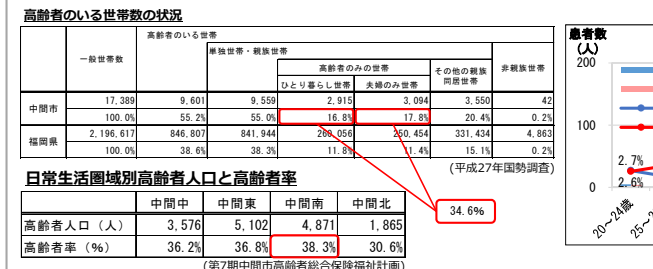 高齢者のいる世帯数の状況
一般世帯数 高齢者のいる世帯
単独世帯・親族世帯 非親族世帯
高齢者のみの世帯 その他の親族同居世帯
ひとり暮らし世帯 夫婦のみ世帯
中間市 17,389 9,601 9,559 2,915 3,094 3,550 42
100.0% 55.2% 55.0% 16.8% 17.8% 20.4% 0.2%
福岡県 2,196,617 846,807 841,944 260,056 250,454 331,434 4,863
100.0% 38.6% 38.3% 11.8% 11.4% 15.1% 0.2%
(平成27年国勢調査)
34.6%
日常生活圏域別高齢者人口と高齢者率
中間中 中間東 中間南 中間北
高齢者人口（人） 3,576 5,102 4,871 1,865
高齢者率（%） 36.2% 36.8% 38.3% 30.6%
(第7期中間市高齢者総合保険福祉計画)
患者数
(人)
200
100
0
2.7%
2.6%
20～24歳